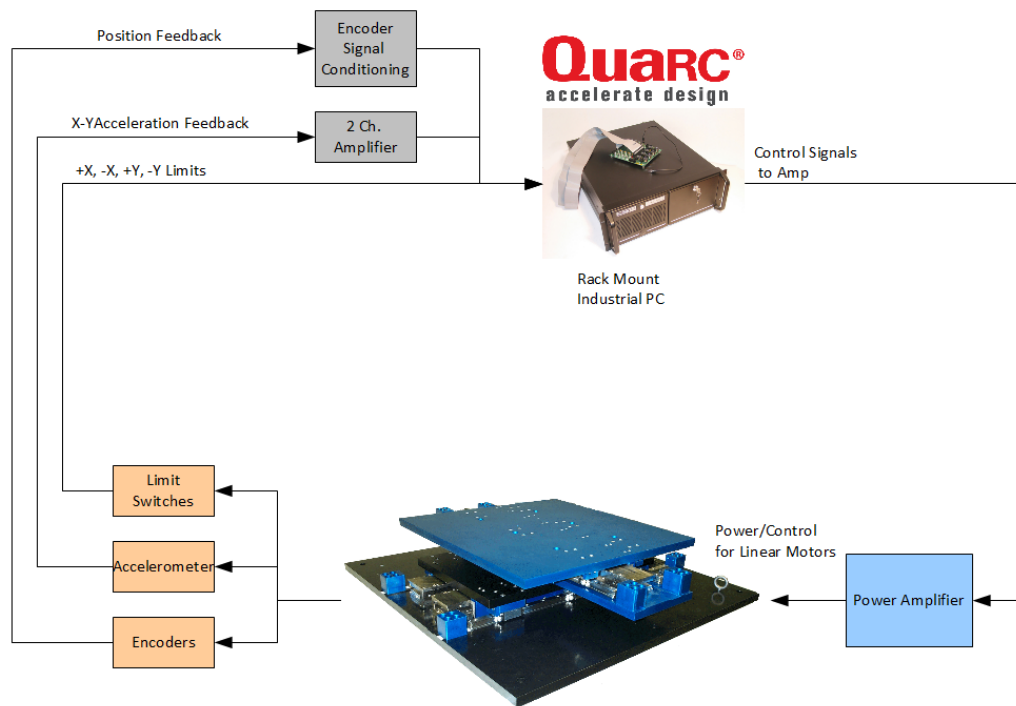 Position Feedback
Encoder
Signal
Conditioning
QUARC®
accelerate design
X-YAcceleration Feedback
2 Ch.
Amplifier
+X, -X, +Y, -Y Limits
Control Signals
to Amp
Rack Mount
Industrial PC
Limit
Switches
Accelerometer
Encoders
Power/Control
for Linear Motors
Power Amplifier